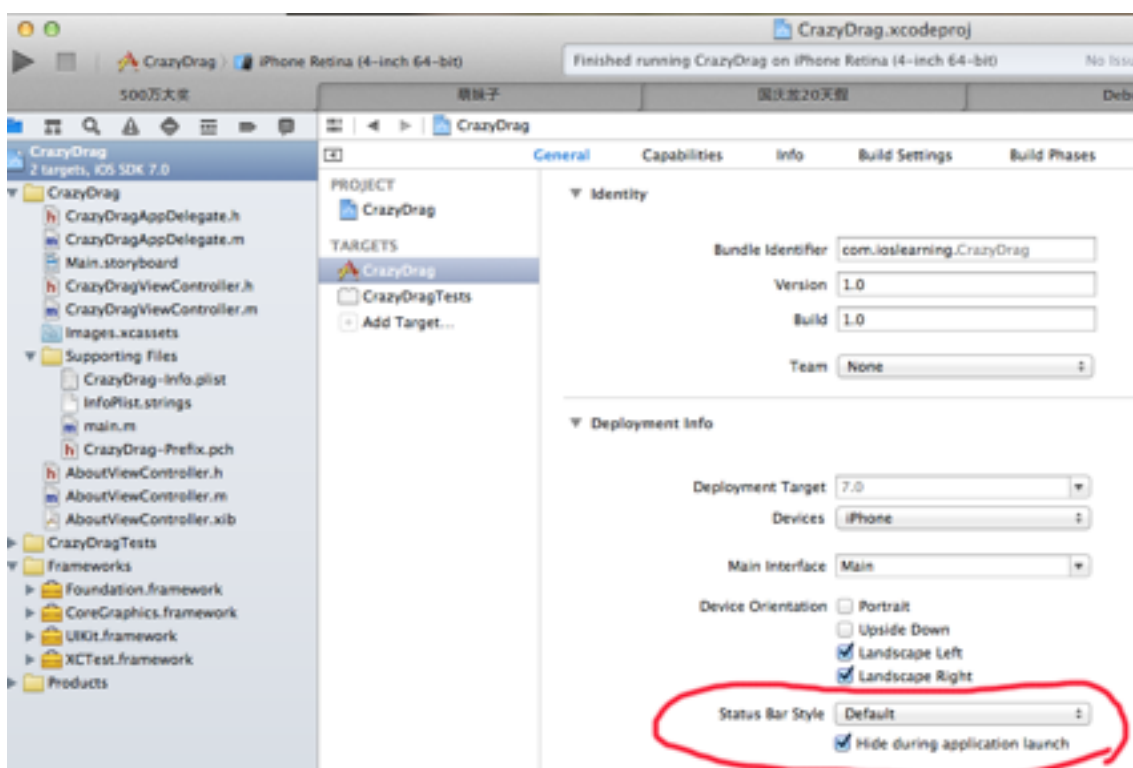 CrazyDrag.xcodeproj
CrazyDrag
iPhone Retina (4-inch 64-bit)
Finished running CrazyDrag on iPhone Retina (4-inch 64-bit)
No Issu
500万大奖
萌妹子
国庆放20天假
Deb
CrazyDrag
CrazyDrag
2 targets, iOS SDK 7.0
CrazyDrag
CrazyDragAppDelegate.h
CrazyDragAppDelegate.m
Main.storyboard
CrazyDragViewController.h
CrazyDragViewController.m
Images.xcassets
Supporting Files
CrazyDrag-Info.plist
InfoPlist.strings
main.m
CrazyDrag-Prefix.pch
AboutViewController.h
AboutViewController.m
AboutViewController.xib
CrazyDragTests
Frameworks
Foundation.framework
CoreGraphics.framework
UIKit.framework
XCTest.framework
Products
General
Capabilities
Info
Build Settings
Build Phases
PROJECT
CrazyDrag
TARGETS
CrazyDrag
CrazyDragTests
Add Target...
Identity
Bundle Identifier com.ioslearning.CrazyDrag
Version 1.0
Build 1.0
Team None
Deployment Info
Deployment Target 7.0
Devices iPhone
Main Interface Main
Device Orientation Portrait
Upside Down
Landscape Left
Landscape Right
Status Bar Style Default
Hide during application launch